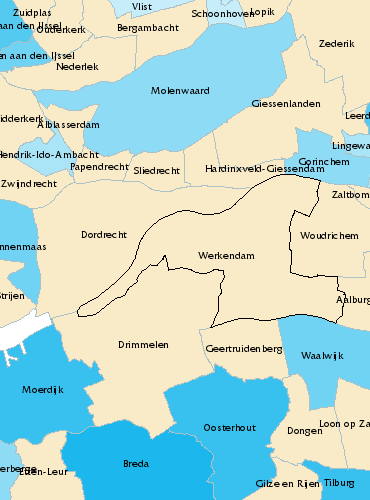 Vlist
Zuidplas
Schoonhoven
Lopik
aan den IJssel
Ouderkerk
Bergambacht
Zederik
en aan den IJssel
Nederlek
Molenwaard
Giessenlanden
Leerd
idderkerk
Alblasserdam
Lingewa
Hendrik-Ido-Ambacht
Gorinchem
Papendrecht
Sliedrecht
Hardinxveld-Giessendam
Zwijndrecht
Zaltbom
Dordrecht
Woudrichem
nnenmaas
Werkendam
Strijen
Aalburg
Drimmelen
Geertruidenberg
Waalwijk
Moerdijk
Oosterhout
Loon op Za
Dongen
Breda
erberge
Etten-Leur
Gilze en Rijen
Tilburg